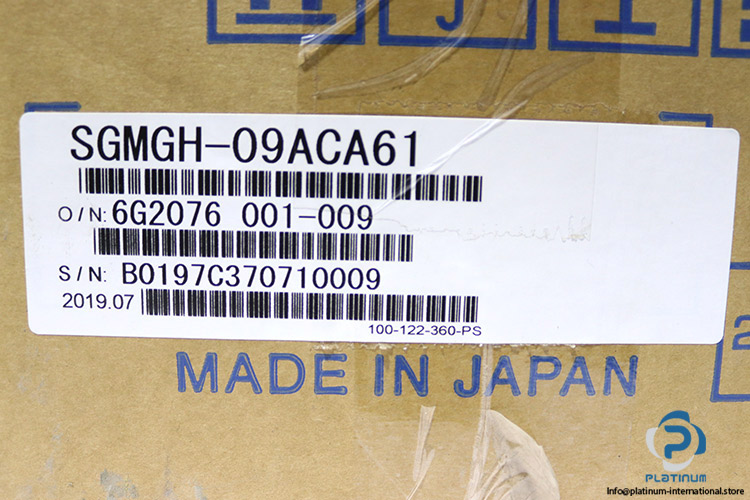 SGMGH-09ACA61
O/N: 6G2076 001-009
S/N: B0197C370710009
2019.07
100-122-360-PS
MADE IN JAPAN
PLATINUM
Info@platinum-international.store